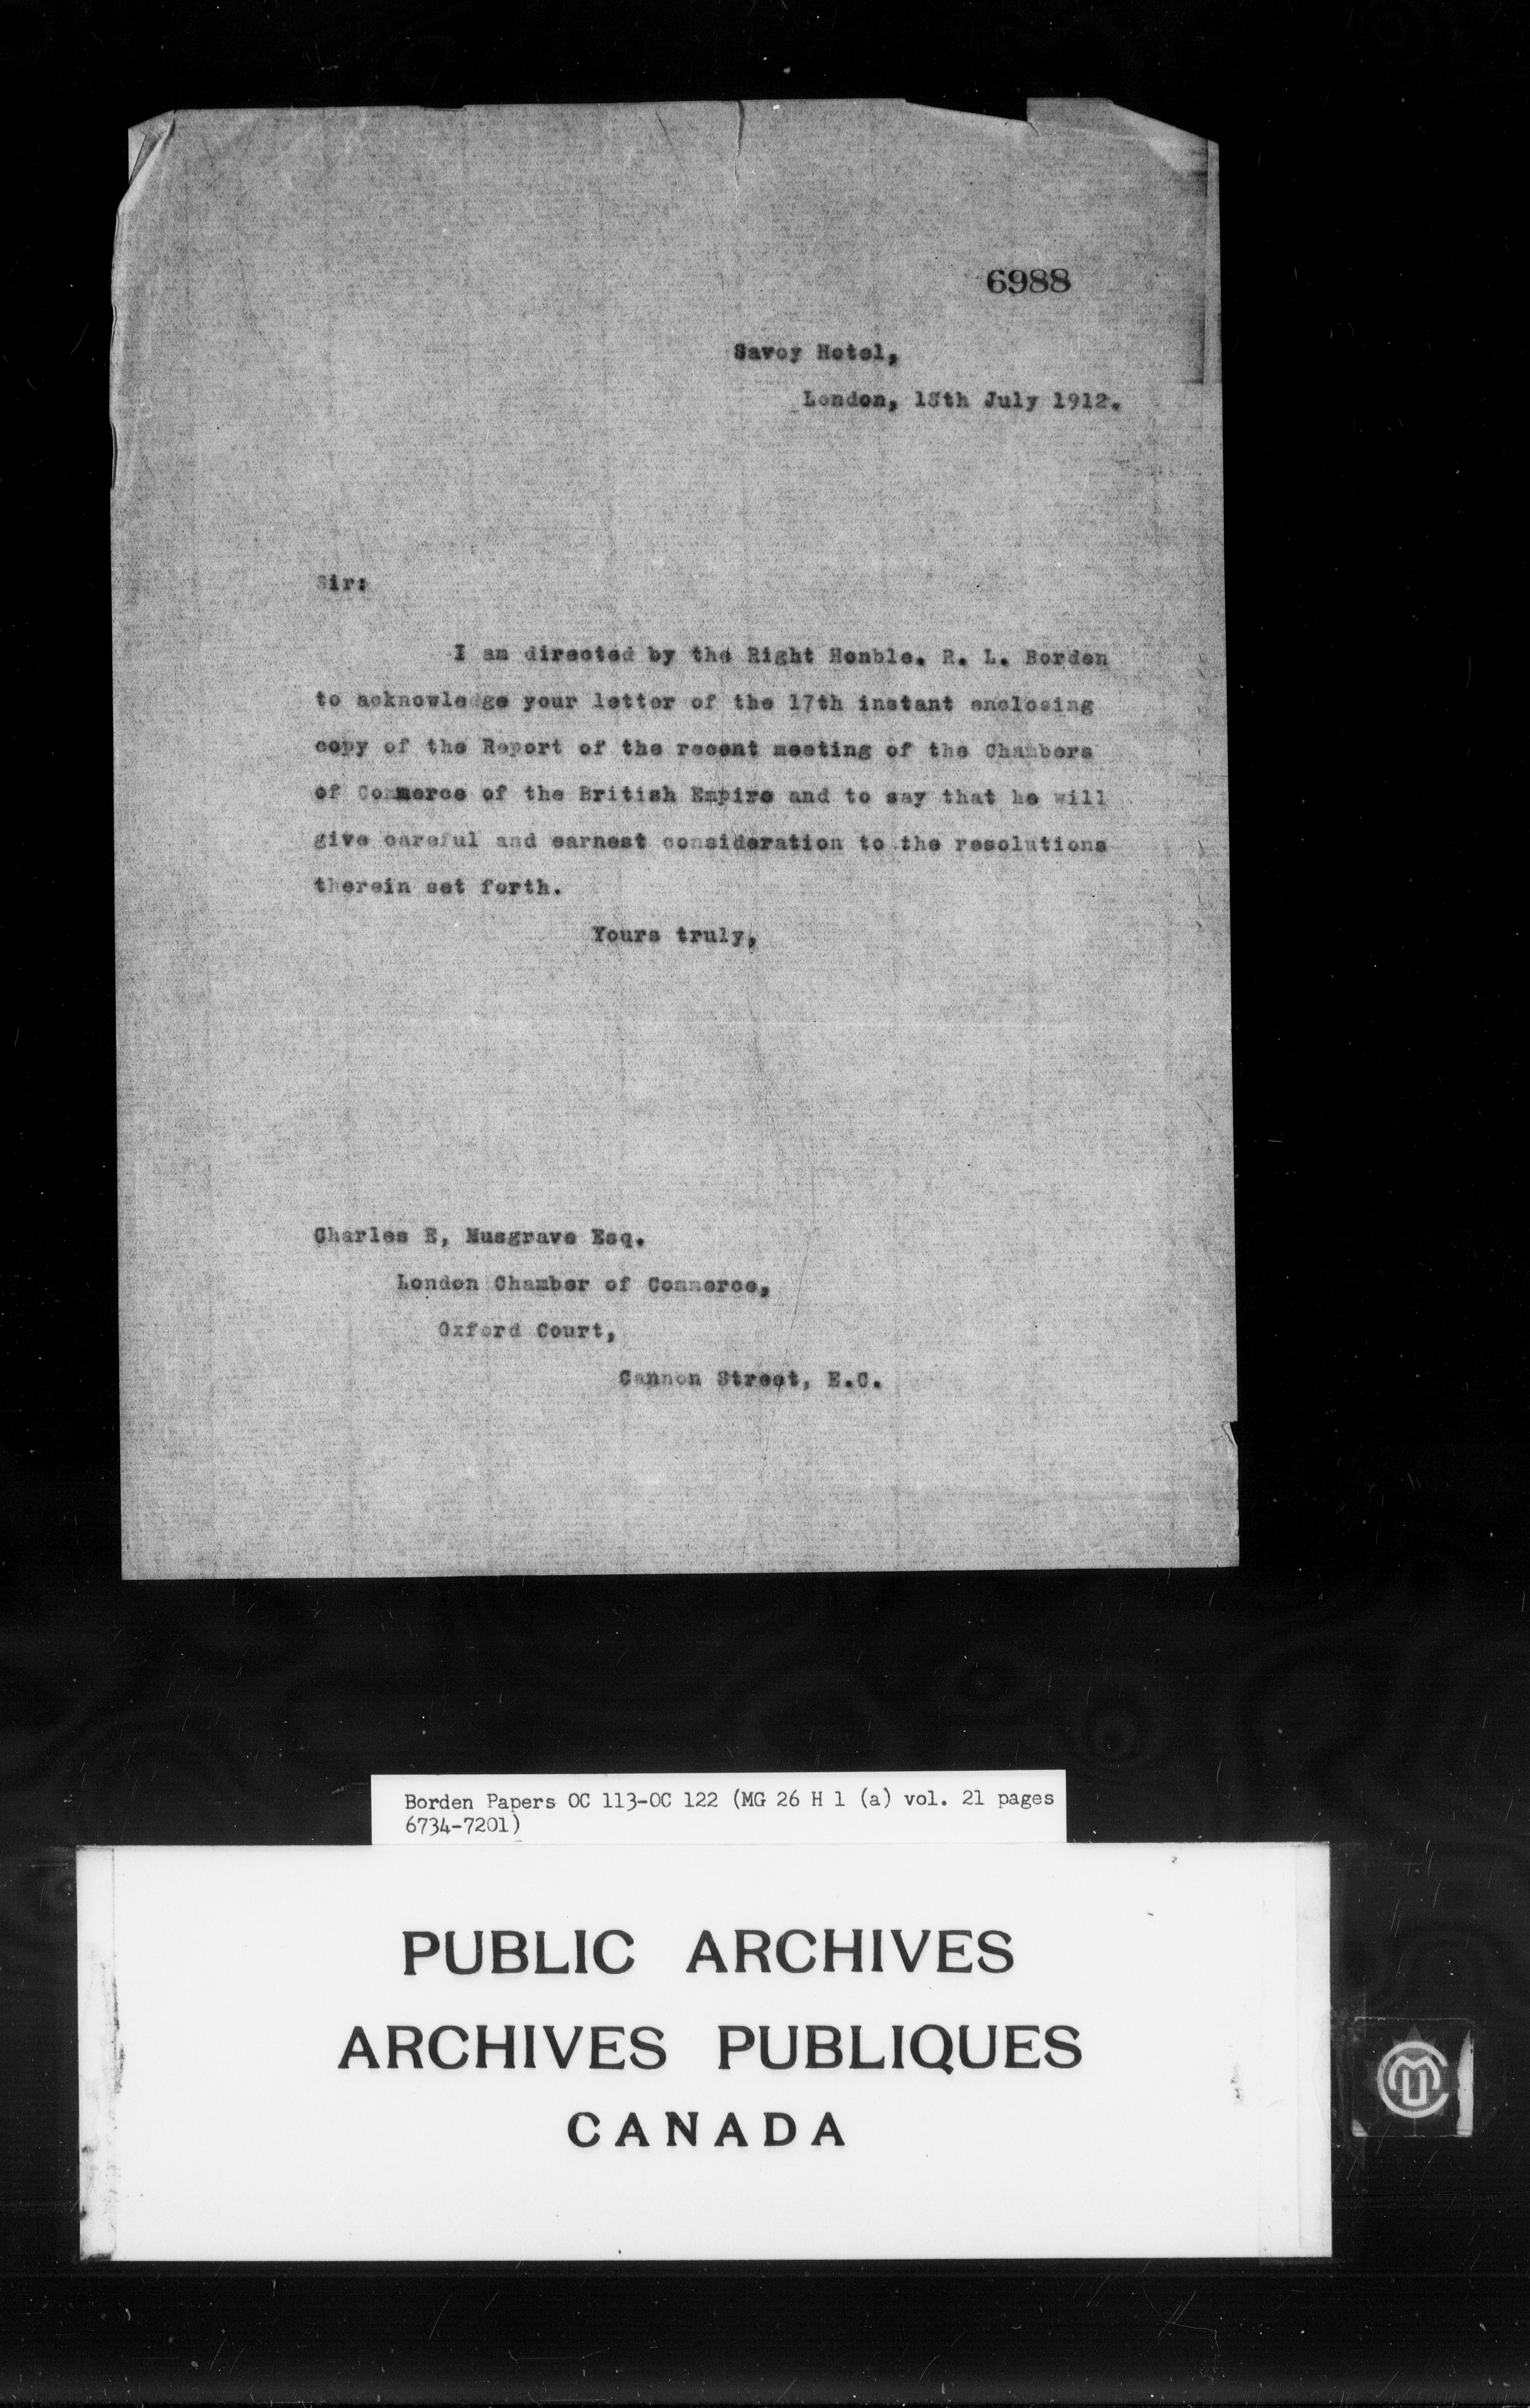 6988
Savoy Hotel,
London, 18th July 1912.
Sir:
I am directed by the Right Honble. R. L. Borden
to acknowledge your letter of the 17th instant enclosing
copy of the Report of the recent meeting of the Chambers
of Commerce of the British Empire and to say that he will
give careful and earnest consideration to the resolutions
therein set forth.
Yours truly,
Charles E, Musgrave Esq.
London Chamber of Commerce,
Oxford Court,
Cannon Street, E.C.
Borden Papers OC 113-OC 122 (MG 26 H 1 (a) vol. 21 pages
6734-7201)
PUBLIC ARCHIVES
ARCHIVES PUBLIQUES
CANADA